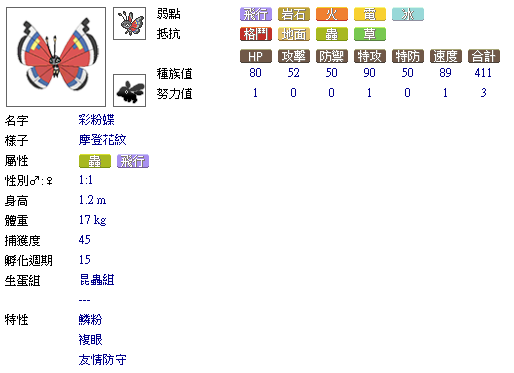 弱點 飛行 岩石 火 電 冰
抵抗 格鬥 地面 蟲 草
HP 攻擊 防禦 特攻 特防 速度 合計
種族值 80 52 50 90 50 89 411
努力值 1 0 0 1 0 1 3
名字 彩粉蝶
樣子 摩登花紋
屬性 蟲 飛行
性別♂:♀ 1:1
身高 1.2 m
體重 17 kg
捕獲度 45
孵化週期 15
生蛋組 昆蟲組
---
特性 鱗粉
複眼
友情防守